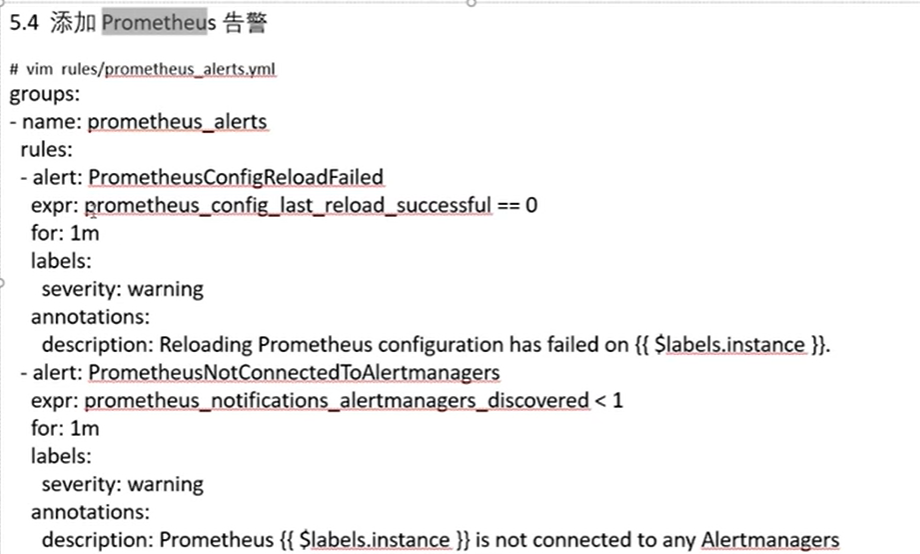 5.4 添加 Prometheus 告警
# vim rules/prometheus_alerts.yml
groups:
- name: prometheus_alerts
  rules:
  - alert: PrometheusConfigReloadFailed
    expr: prometheus_config_last_reload_successful == 0
    for: 1m
    labels:
      severity: warning
    annotations:
      description: Reloading Prometheus configuration has failed on {{ $labels.instance }}.
  - alert: PrometheusNotConnectedToAlertmanagers
    expr: prometheus_notifications_alertmanagers_discovered < 1
    for: 1m
    labels:
      severity: warning
    annotations:
      description: Prometheus {{ $labels.instance }} is not connected to any Alertmanagers